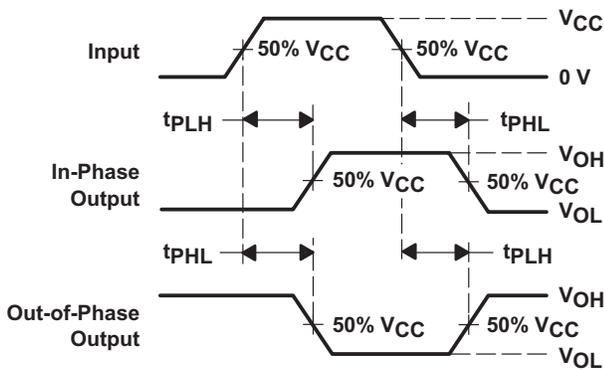 VCC
Input
50% VCC
50% VCC
0 V
tPLH
tPHL
VOH
In-Phase
Output
50% VCC
50% VCC
VOL
tPHL
tPLH
VOH
Out-of-Phase
Output
50% VCC
50% VCC
VOL